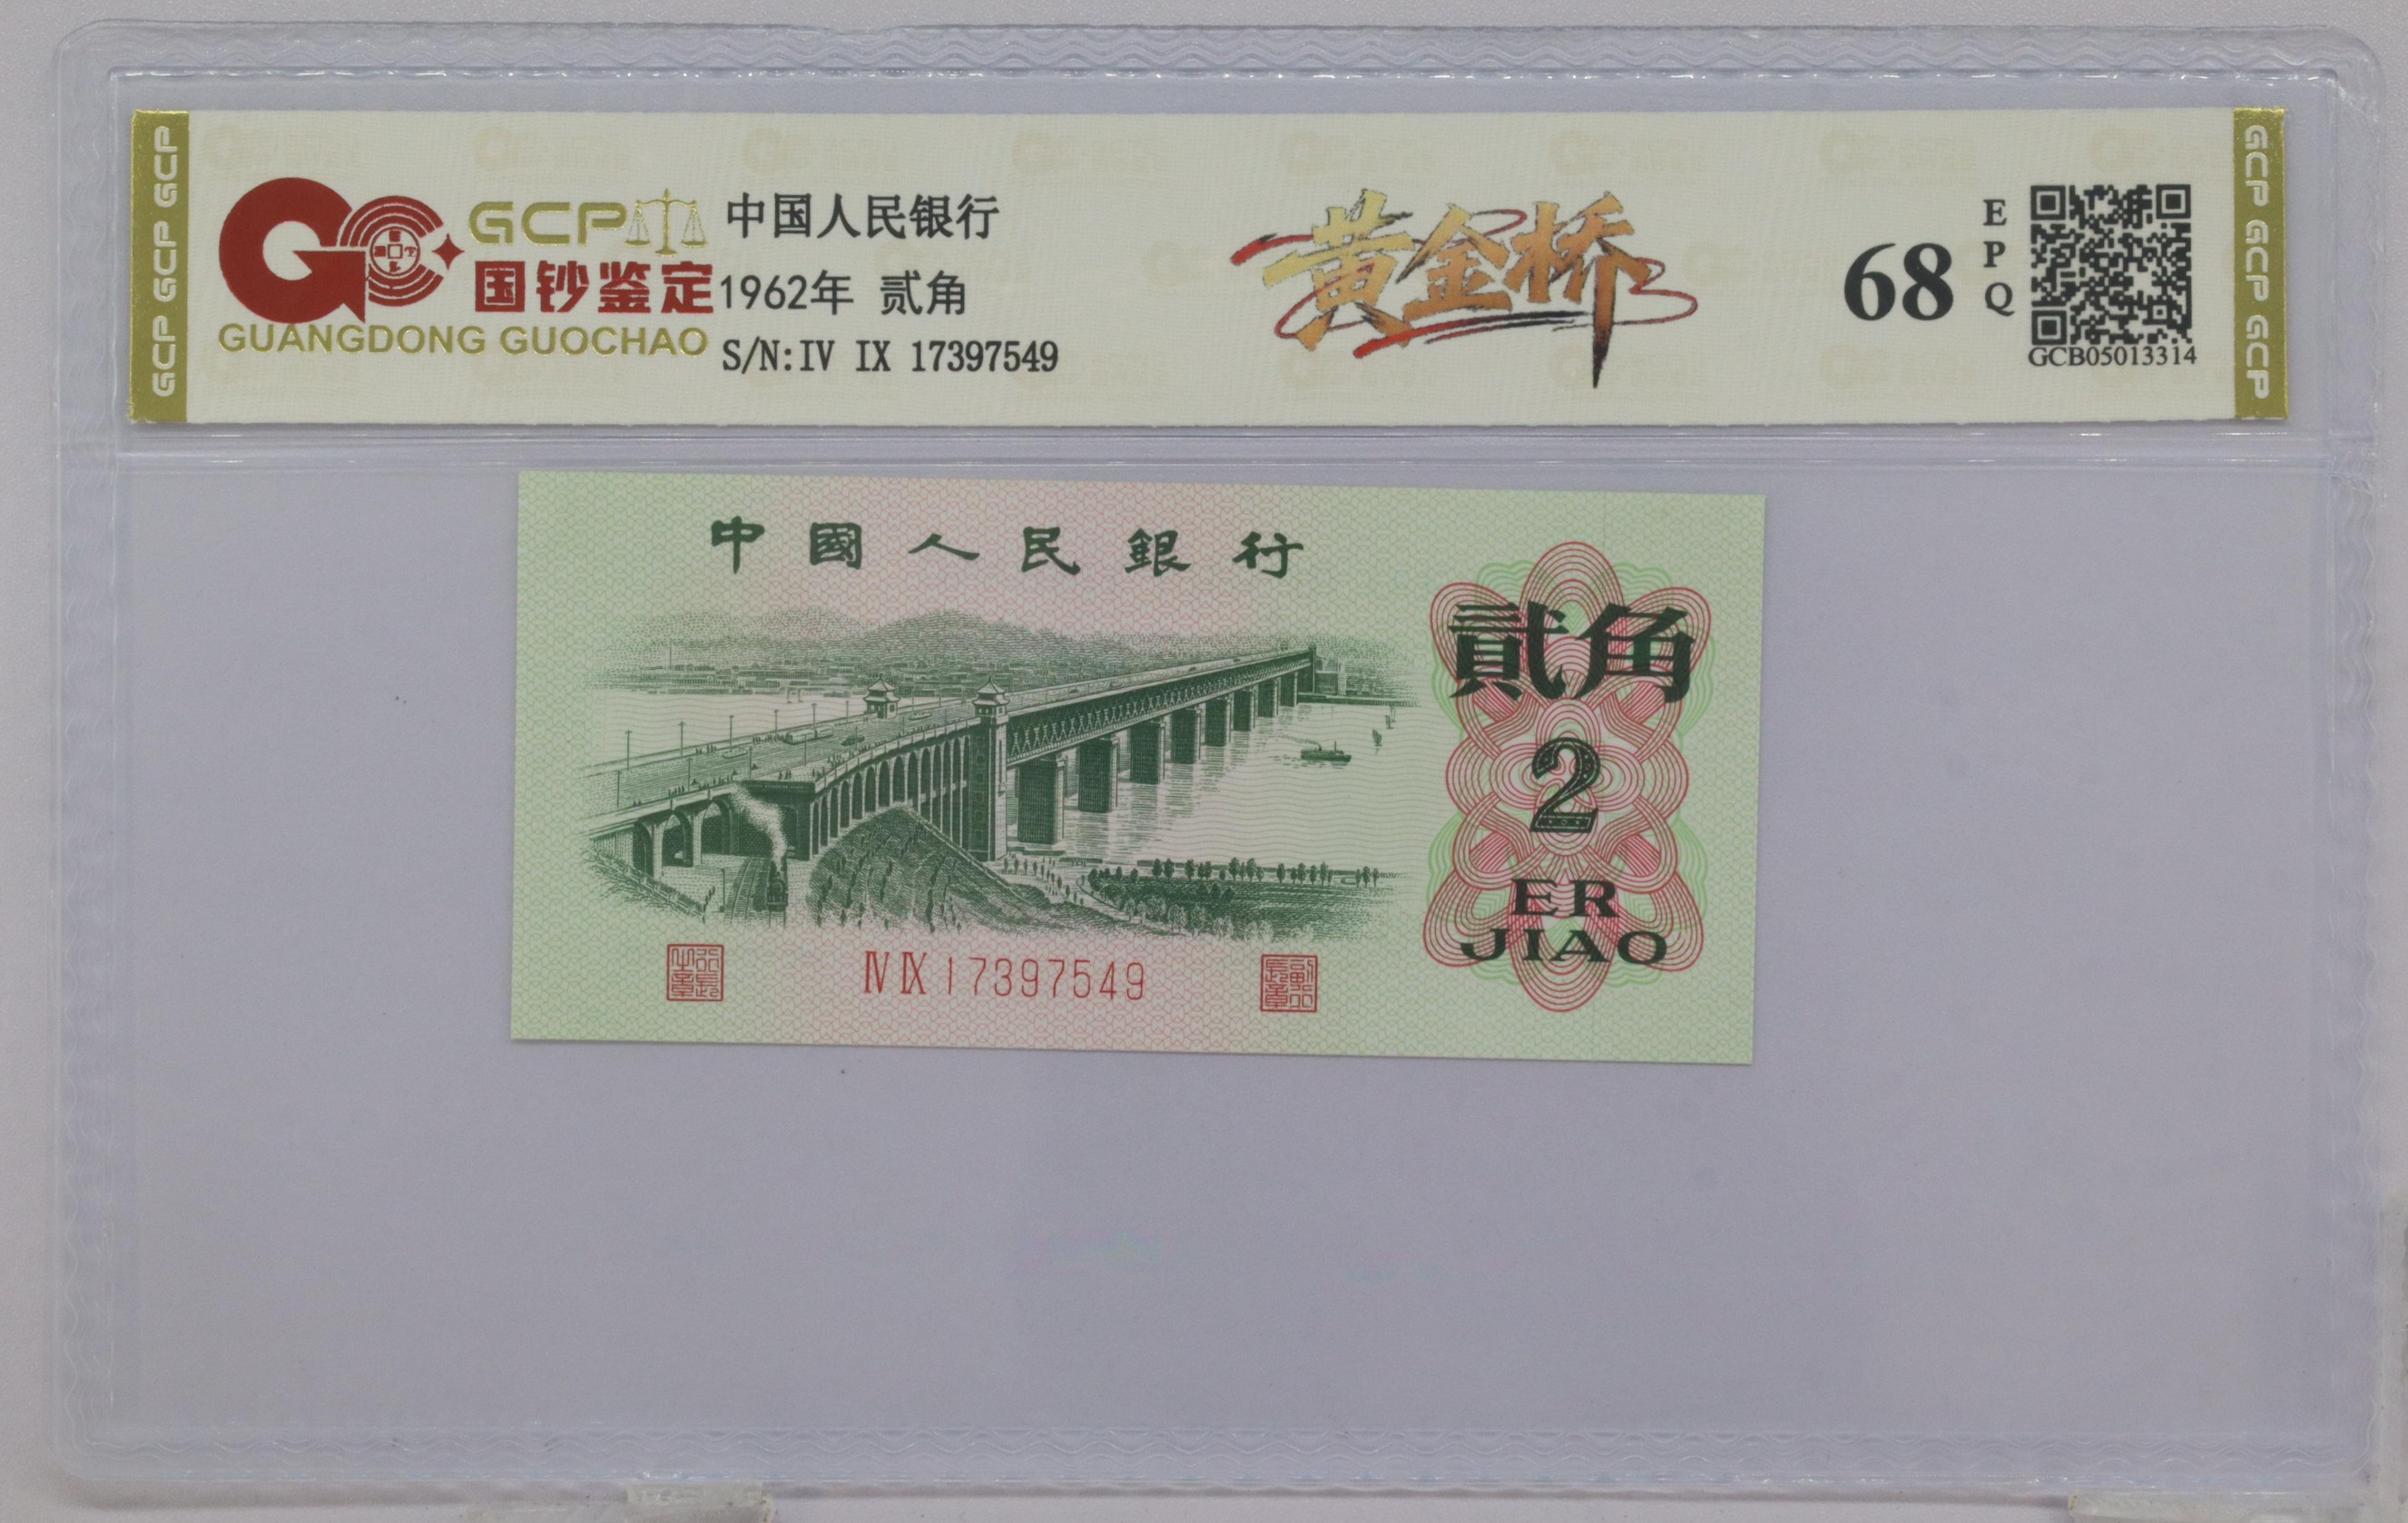 GCP GCP GCP
GCP
国钞鉴定
GUANGDONG GUOCHAO
中国人民银行
1962年 贰角
S/N:IV IX 17397549
黄金桥
68
EPQ
GCB05013314
GCP GCP GCP
中國人民銀行
貳角
2
ER
JIAO
IV IX 17397549